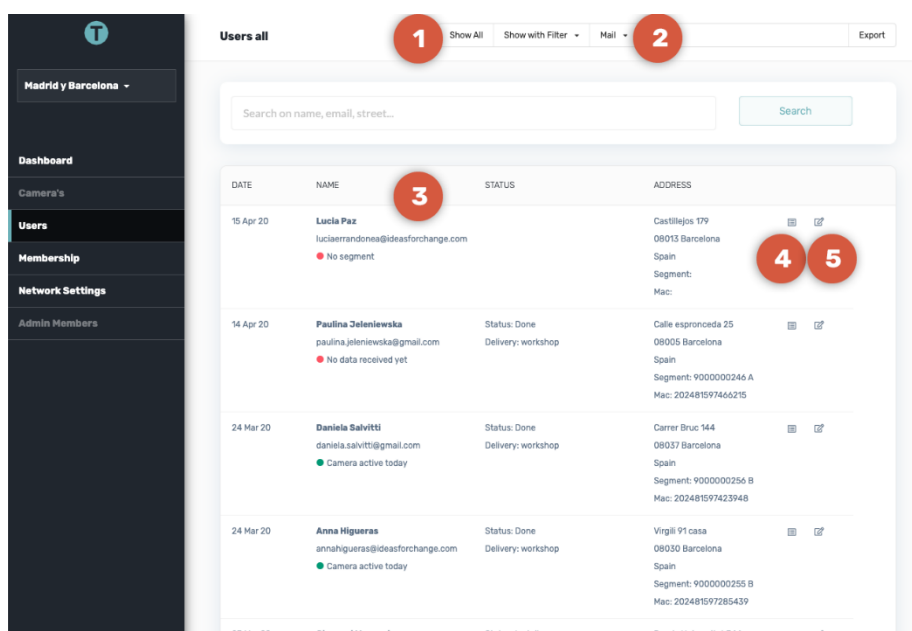 T
Users all
1
Show All
Show with Filter
Mail
2
Export
Madrid y Barcelona
Search on name, email, street...
Search
Dashboard
Camera's
Users
Membership
Network Settings
Admin Members
DATE NAME STATUS ADDRESS
3
15 Apr 20
Lucia Paz
luciaerrandonea@ideasforchange.com
No segment
Castillejos 179
08013 Barcelona
Spain
Segment:
Mac:
4
5
14 Apr 20
Paulina Jeleniewska
paulina.jeleniewska@gmail.com
No data received yet
Status: Done
Delivery: workshop
Calle espronceda 25
08005 Barcelona
Spain
Segment: 9000000246 A
Mac: 202481597466215
24 Mar 20
Daniela Salvitti
daniela.salvitti@gmail.com
Camera active today
Status: Done
Delivery: workshop
Carrer Bruc 144
08037 Barcelona
Spain
Segment: 9000000256 B
Mac: 202481597423948
24 Mar 20
Anna Higueras
annahigueras@ideasforchange.com
Camera active today
Status: Done
Delivery: workshop
Virgili 91 casa
08030 Barcelona
Spain
Segment: 9000000255 B
Mac: 202481597285439